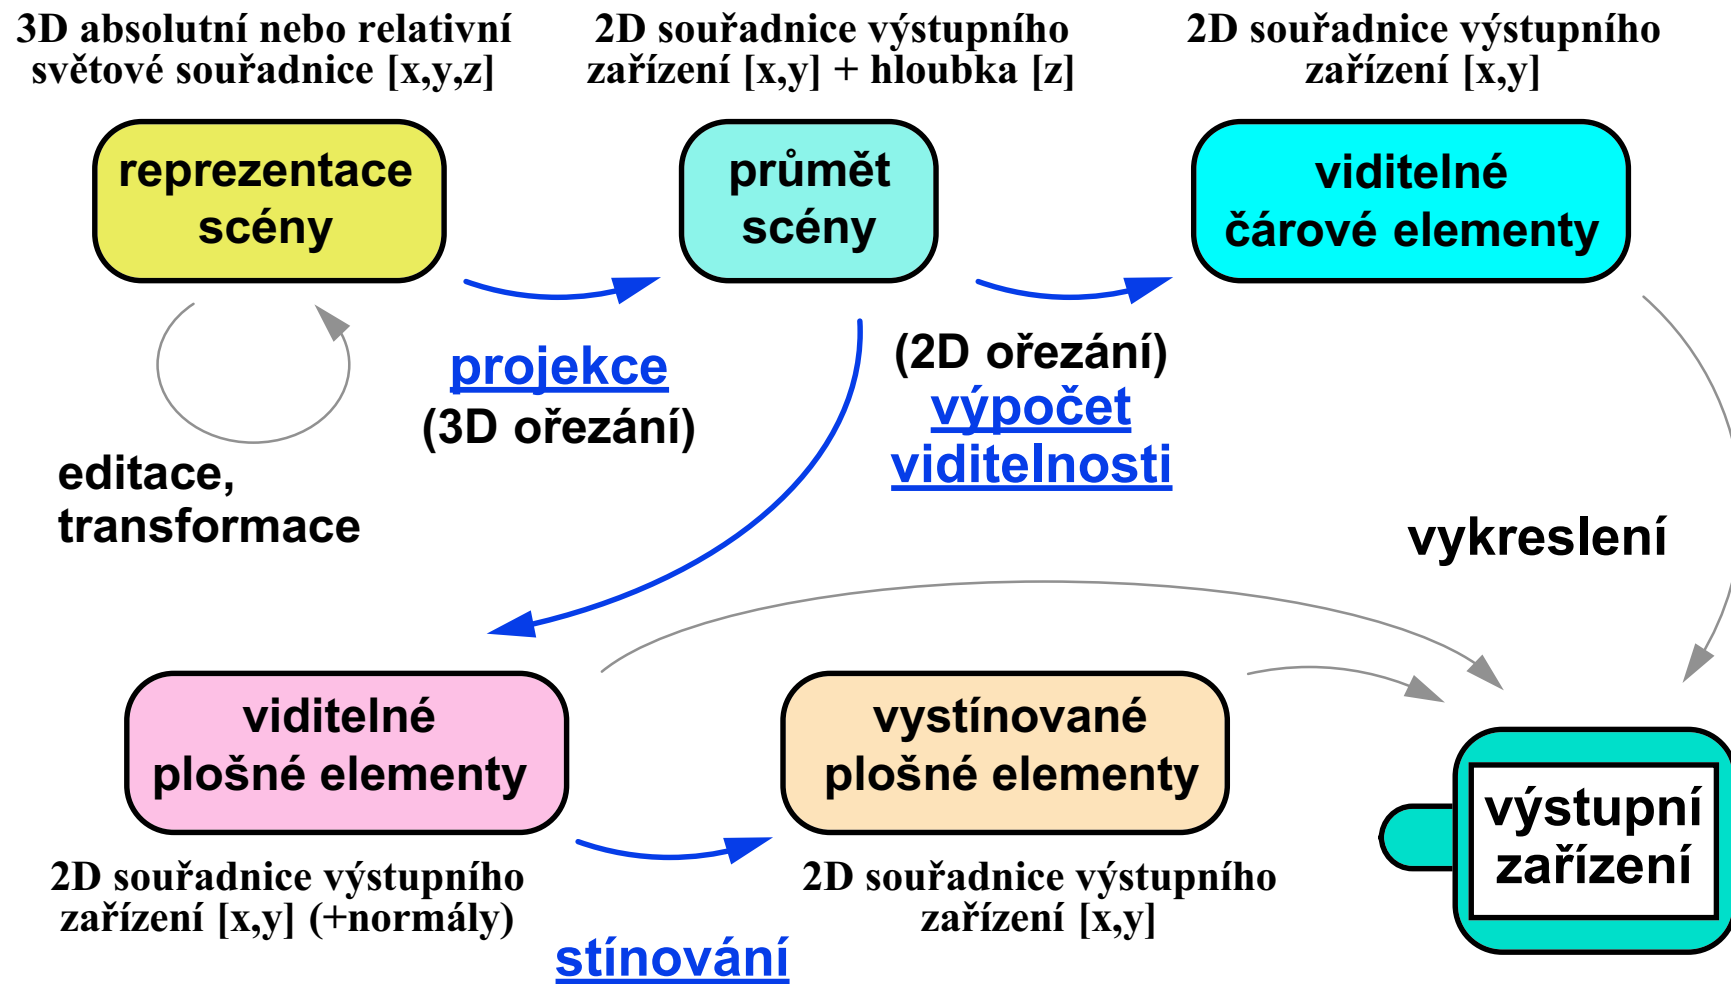 3D absolutní nebo relativní
světové souřadnice [x,y,z]
2D souřadnice výstupního
zařízení [x,y] + hloubka [z]
2D souřadnice výstupního
zařízení [x,y]
reprezentace
scény
průmět
scény
viditelné
čárové elementy
projekce
(3D ořezání)
(2D ořezání)
výpočet
viditelnosti
editace,
transformace
vykreslení
viditelné
plošné elementy
vystínované
plošné elementy
výstupní
zařízení
2D souřadnice výstupního
zařízení [x,y] (+normály)
2D souřadnice výstupního
zařízení [x,y]
stínování